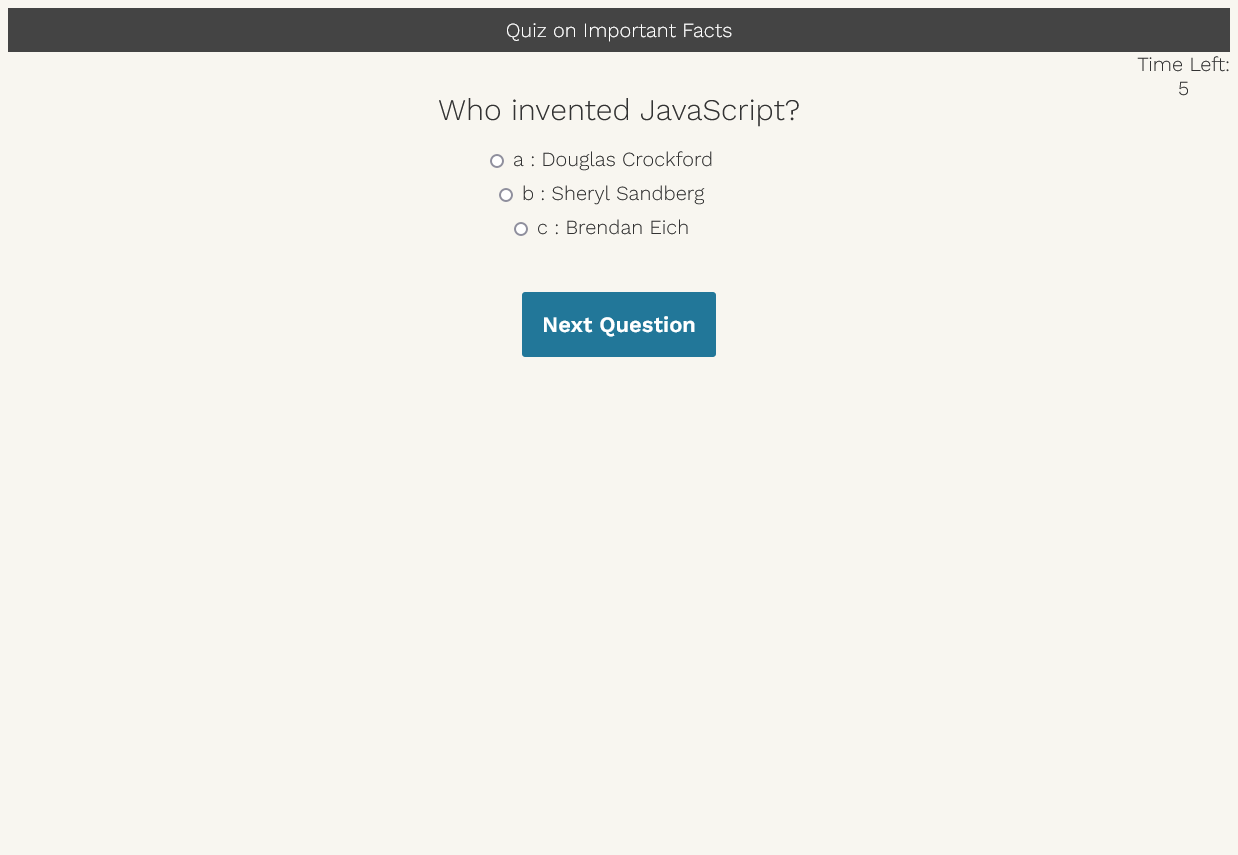 Quiz on Important Facts
Time Left:
5
Who invented JavaScript?
a : Douglas Crockford
b : Sheryl Sandberg
c : Brendan Eich
Next Question